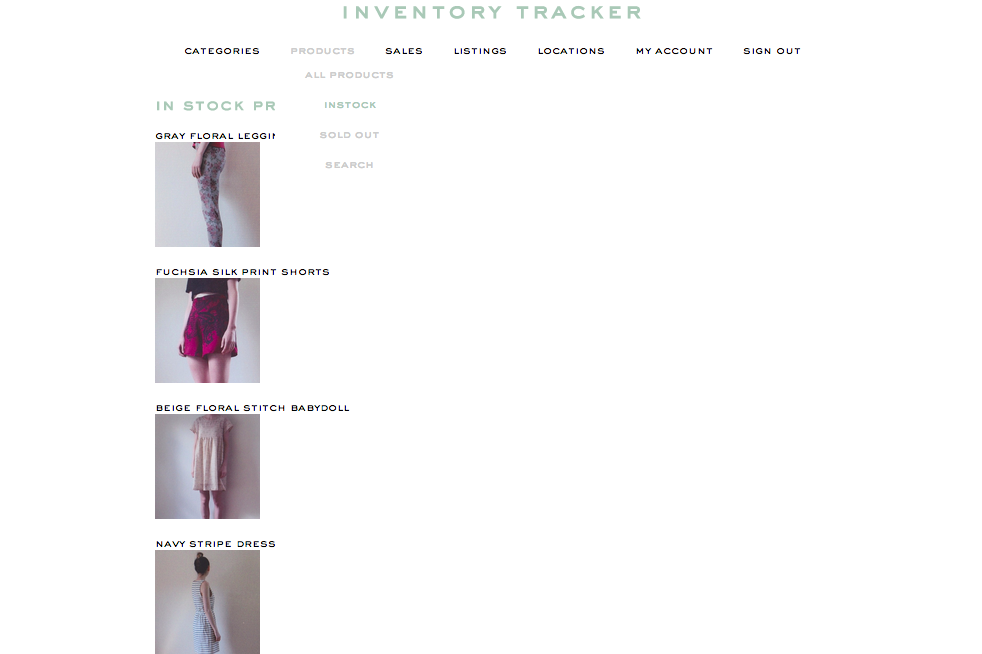 INVENTORY TRACKER
CATEGORIES PRODUCTS SALES LISTINGS LOCATIONS MY ACCOUNT SIGN OUT
ALL PRODUCTS
INSTOCK
SOLD OUT
SEARCH
IN STOCK PR
GRAY FLORAL LEGGIN
FUCHSIA SILK PRINT SHORTS
BEIGE FLORAL STITCH BABYDOLL
NAVY STRIPE DRESS